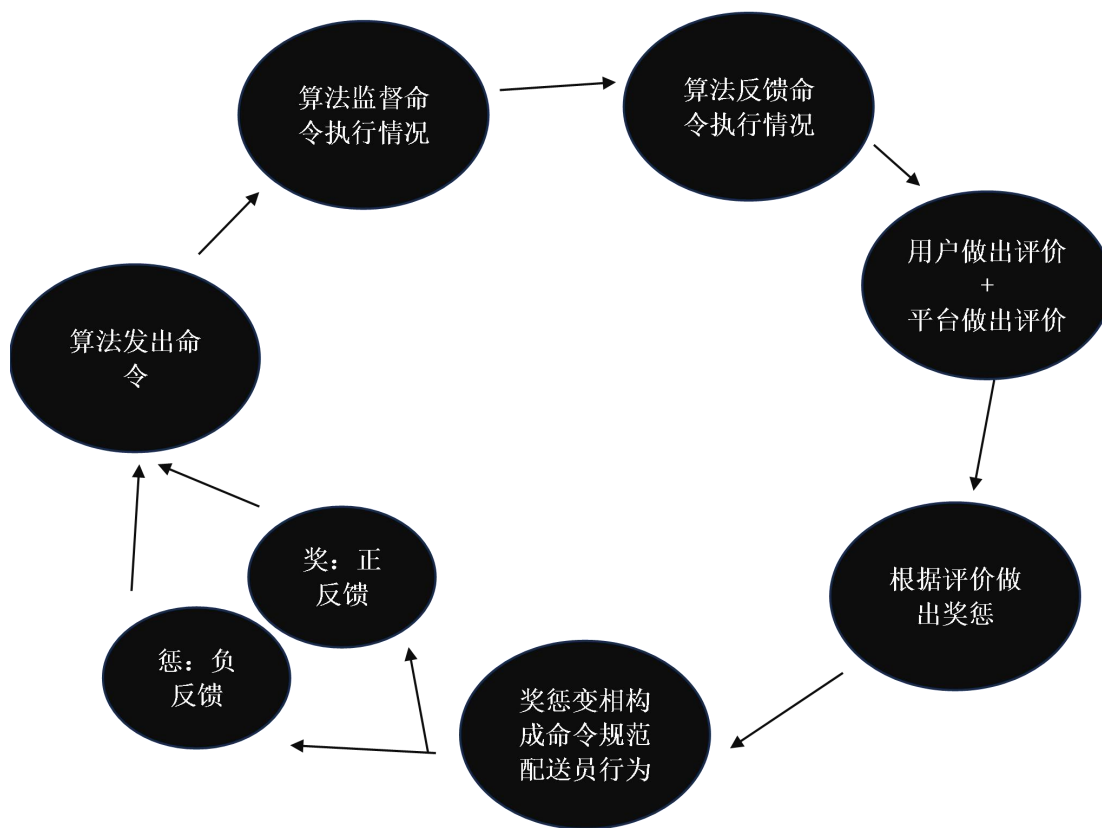 算法监督命
令执行情况
算法反馈命
令执行情况
用户做出评价
+
平台做出评价
根据评价做
出奖惩
奖惩变相构
成命令规范
配送员行为
奖：正
反馈
惩：负
反馈
算法发出命
令